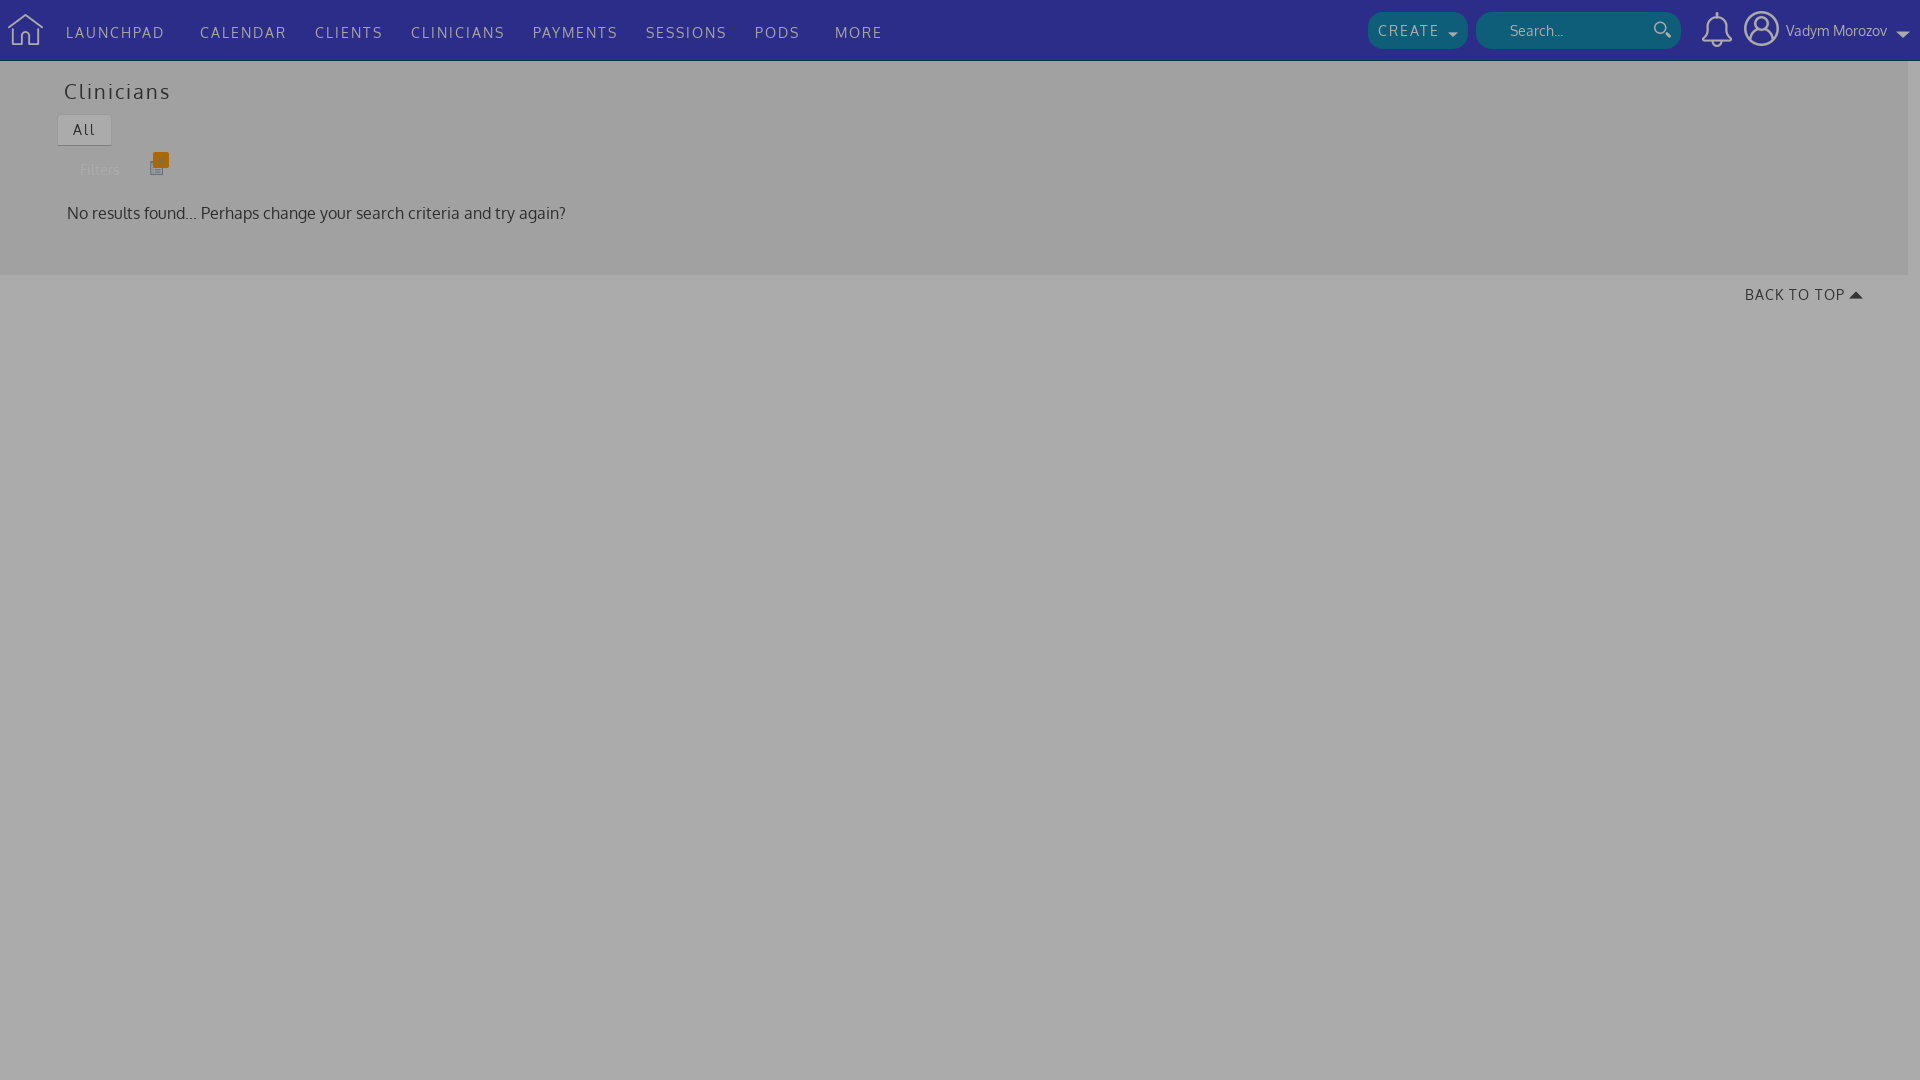 LAUNCHPAD CALENDAR CLIENTS CLINICIANS PAYMENTS SESSIONS PODS MORE CREATE Search... Vadym Morozov
Clinicians
All
Filters
No results found... Perhaps change your search criteria and try again?
BACK TO TOP